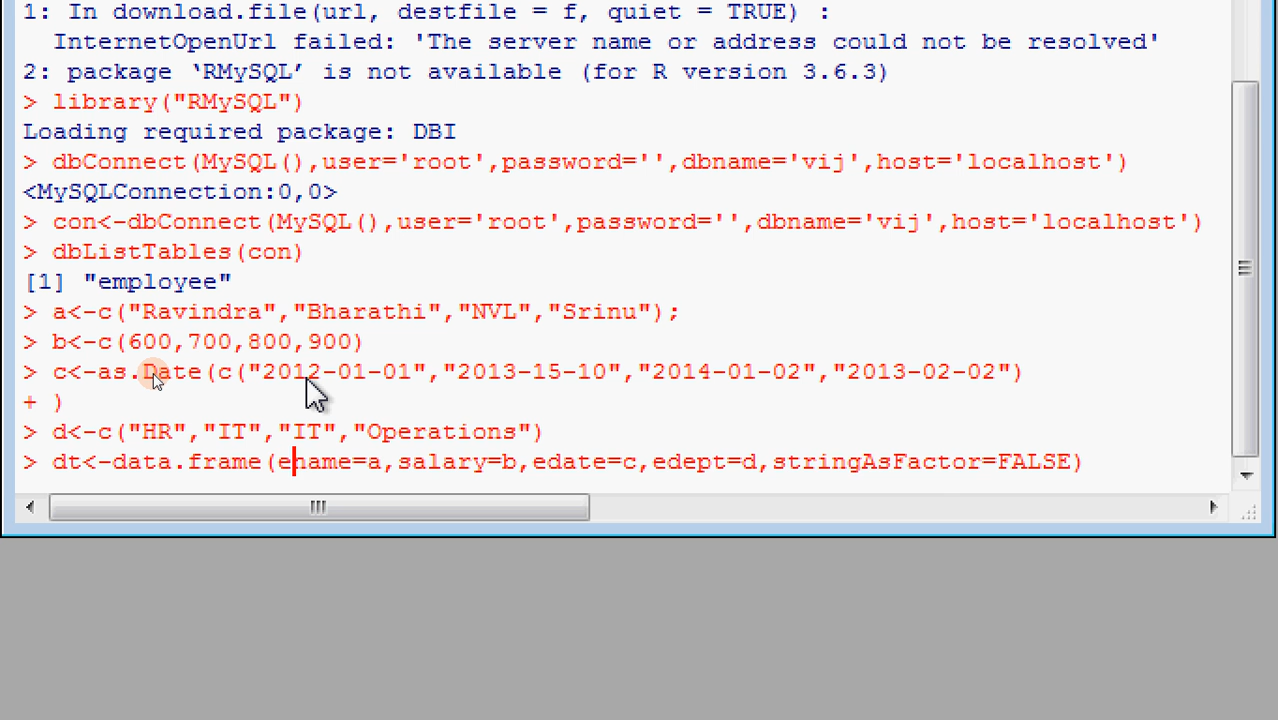 1: In download.file(url, destfile = f, quiet = TRUE) :
InternetOpenUrl failed: 'The server name or address could not be resolved'
2: package ‘RMySQL’ is not available (for R version 3.6.3)
> library("RMySQL")
Loading required package: DBI
> dbConnect(MySQL(),user='root',password='',dbname='vij',host='localhost')
<MySQLConnection:0,0>
> con<-dbConnect(MySQL(),user='root',password='',dbname='vij',host='localhost')
> dbListTables(con)
[1] "employee"
> a<-c("Ravindra","Bharathi","NVL","Srinu");
> b<-c(600,700,800,900)
> c<-as.Date(c("2012-01-01","2013-15-10","2014-01-02","2013-02-02")
+ )
> d<-c("HR","IT","IT","Operations")
> dt<-data.frame(ename=a,salary=b,edate=c,edept=d,stringAsFactor=FALSE)